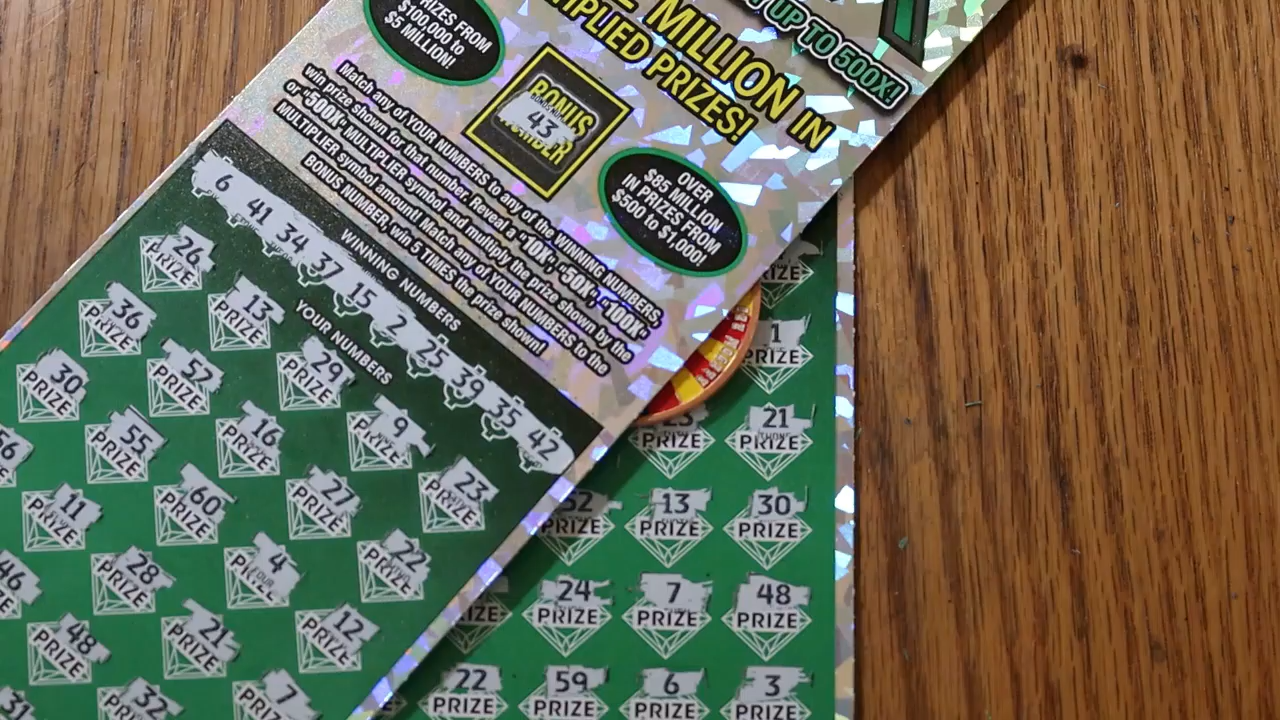 PRIZES FROM
$100,000 to
$5 MILLION!
MILLION IN
MULTIPLIED PRIZES!
UP TO 500X!
BONUS
NUMBER
43
OVER
$85 MILLION
IN PRIZES FROM
$500 to $1,000!
Match any of YOUR NUMBERS to any of the WINNING NUMBERS,
win prize shown for that number. Reveal a "10X", "50X", "100X"
or "500X" MULTIPLIER symbol and multiply the prize shown by the
MULTIPLIER symbol amount! Match any of YOUR NUMBERS to the
BONUS NUMBER, win 5 TIMES the prize shown!
WINNING NUMBERS
6 41 34 37 15 2 25 39 35 42
YOUR NUMBERS
26 PRIZE
13 PRIZE
29 PRIZE
9 PRIZE
23
36 PRIZE
52 PRIZE
16 PRIZE
27 PRIZE
22
30 PRIZE
55 PRIZE
60 PRIZE
4
12 PRIZE
56
11 PRIZE
28 PRIZE
21 PRIZE
7 PRIZE
46
48 PRIZE
32 PRIZE
31
PRIZE
1 PRIZE
PRIZE
21 PRIZE
52 PRIZE
13 PRIZE
30 PRIZE
24 PRIZE
7 PRIZE
48 PRIZE
22 PRIZE
59 PRIZE
6 PRIZE
3 PRIZE